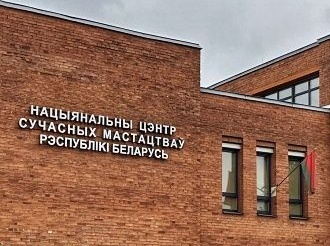 НАЦЫЯНАЛЬНЫ ЦЭНТР
СУЧАСНЫХ МАСТАЦТВАЎ
РЭСПУБЛІКІ БЕЛАРУСЬ